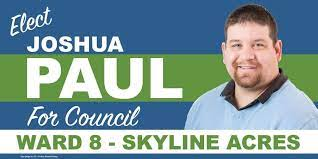 Elect
JOSHUA
PAUL
For Council
WARD 8 - SKYLINE ACRES